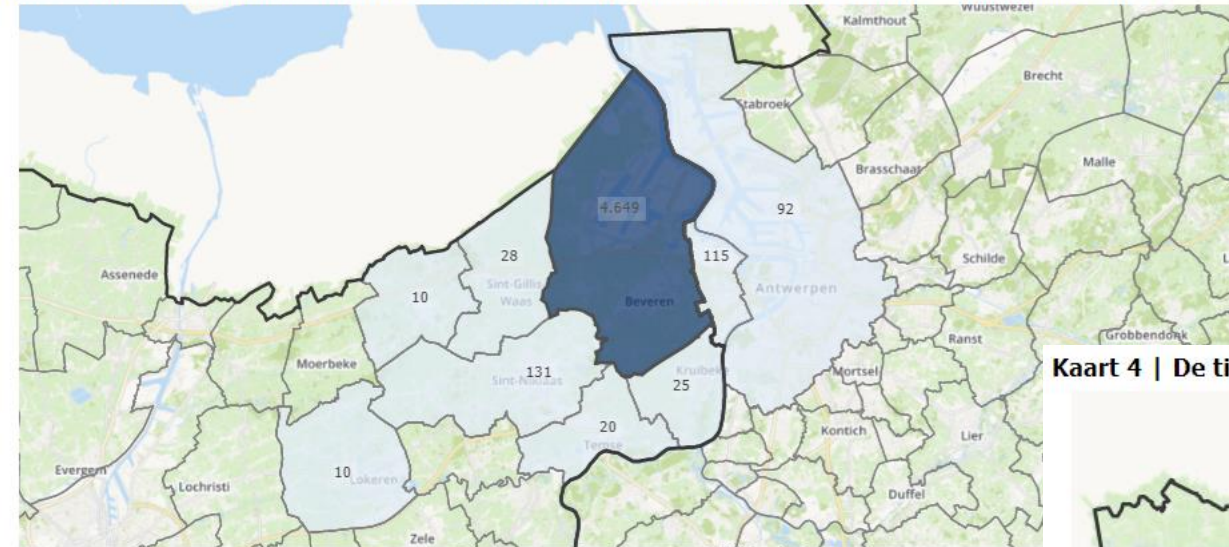 Wuustwezel
Kalmthout
Brecht
Stabroek
Malle
Brasschaat
4.649
92
28
115
Schilde
Assenede
Sint-Gillis
Waas
10
Antwerpen
Beveren
Ranst
Grobbendonk
Moerbeke
Kaart 4 | De ti
131
Sint-Niklaas
Kruibeke
25
Mortsel
20
Temse
Kontich
Lier
Evergem
10
Lokeren
Lochristi
Duffel
Zele